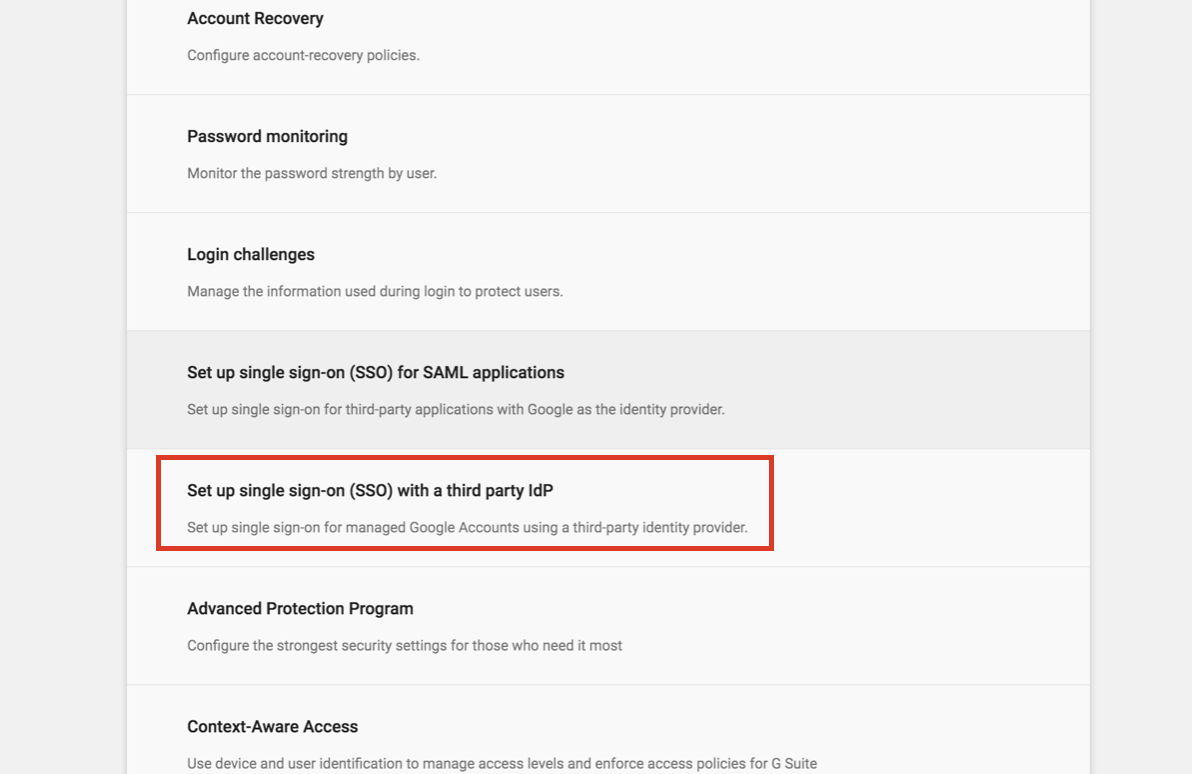 Account Recovery
Configure account-recovery policies.
Password monitoring
Monitor the password strength by user.
Login challenges
Manage the information used during login to protect users.
Set up single sign-on (SSO) for SAML applications
Set up single sign-on for third-party applications with Google as the identity provider.
Set up single sign-on (SSO) with a third party IdP
Set up single sign-on for managed Google Accounts using a third-party identity provider.
Advanced Protection Program
Configure the strongest security settings for those who need it most
Context-Aware Access
Use device and user identification to manage access levels and enforce access policies for G Suite